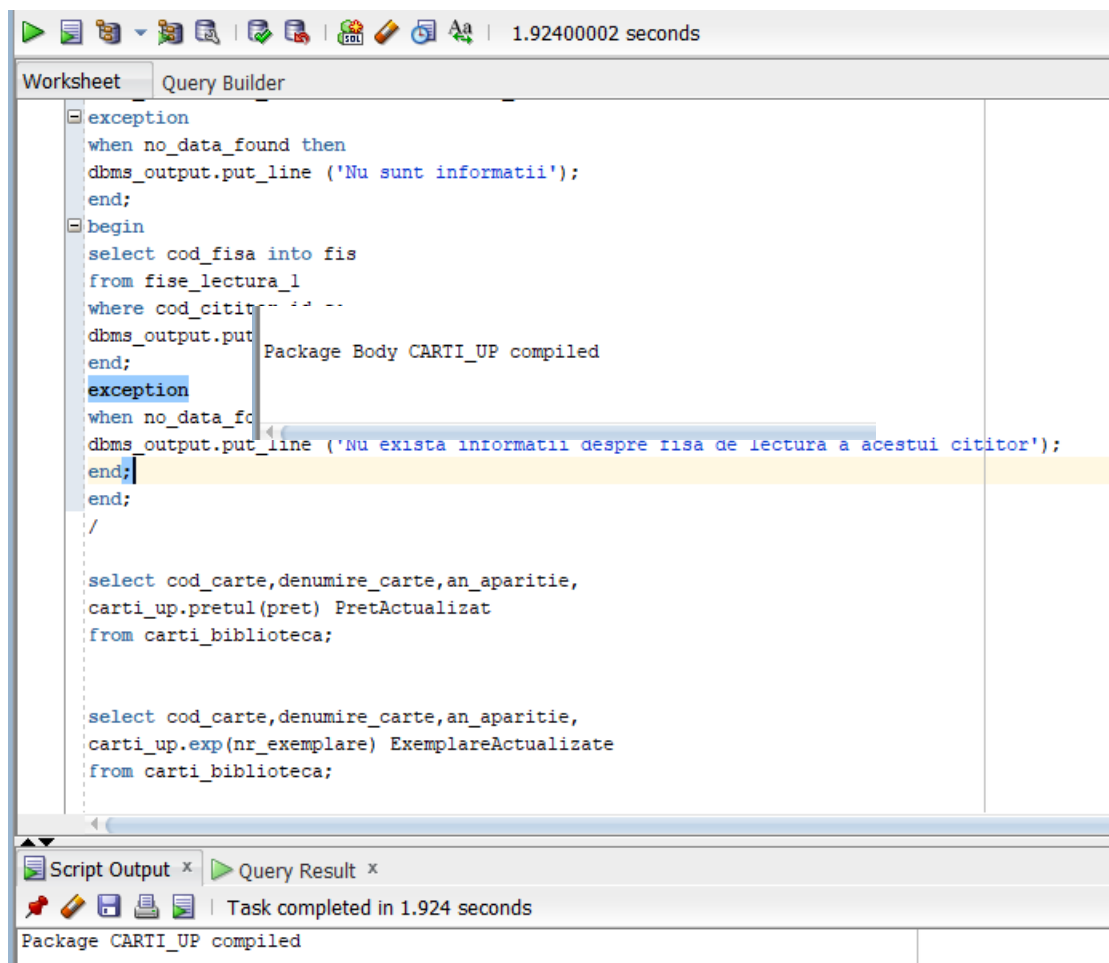 1.92400002 seconds
Worksheet Query Builder
exception
when no_data_found then
dbms_output.put_line ('Nu sunt informatii');
end;
begin
select cod_fisa into fis
from fise_lectura_l
where
dbms_output.put
Package Body CARTI_UP compiled
end;
exception
when
dbms_output.put_line ('Nu exista informatii despre fisa de lectura a acestui cititor');
end;
end;
/
select cod_carte,denumire_carte,an_aparitie,
carti_up.pretul(pret) PretActualizat
from carti_biblioteca;
select cod_carte,denumire_carte,an_aparitie,
carti_up.exp(nr_exemplare) ExemplareActualizate
from carti_biblioteca;
Script Output x Query Result x
Task completed in 1.924 seconds
Package CARTI_UP compiled